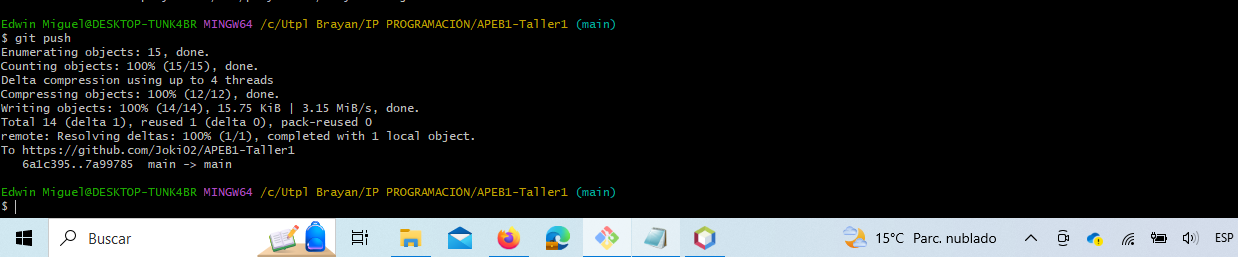 Edwin Miguel@DESKTOP-TUNK4BR MINGW64 /c/Utpl Brayan/IP PROGRAMACIÓN/APEB1-Taller1 (main)
$ git push
Enumerating objects: 15, done.
Counting objects: 100% (15/15), done.
Delta compression using up to 4 threads
Compressing objects: 100% (12/12), done.
Writing objects: 100% (14/14), 15.75 KiB | 3.15 MiB/s, done.
Total 14 (delta 1), reused 1 (delta 0), pack-reused 0
remote: Resolving deltas: 100% (1/1), completed with 1 local object.
To https://github.com/Joki02/APEB1-Taller1
6a1c395..7a99785 main -> main
Edwin Miguel@DESKTOP-TUNK4BR MINGW64 /c/Utpl Brayan/IP PROGRAMACIÓN/APEB1-Taller1 (main)
$
Buscar 15°C Parc. nublado ESP